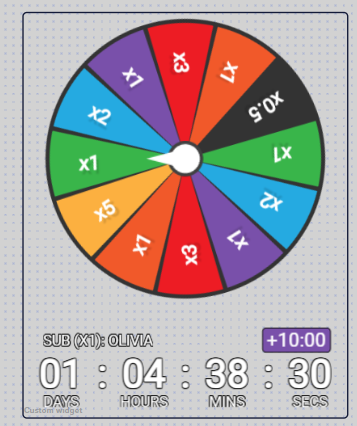 x3
x1
x0.5
x1
x2
x1
x3
x1
x5
x1
x2
x1
SUB (X1): OLIVIA
+10:00
01 : 04 : 38 : 30
DAYS HOURS MINS SECS
Custom widget